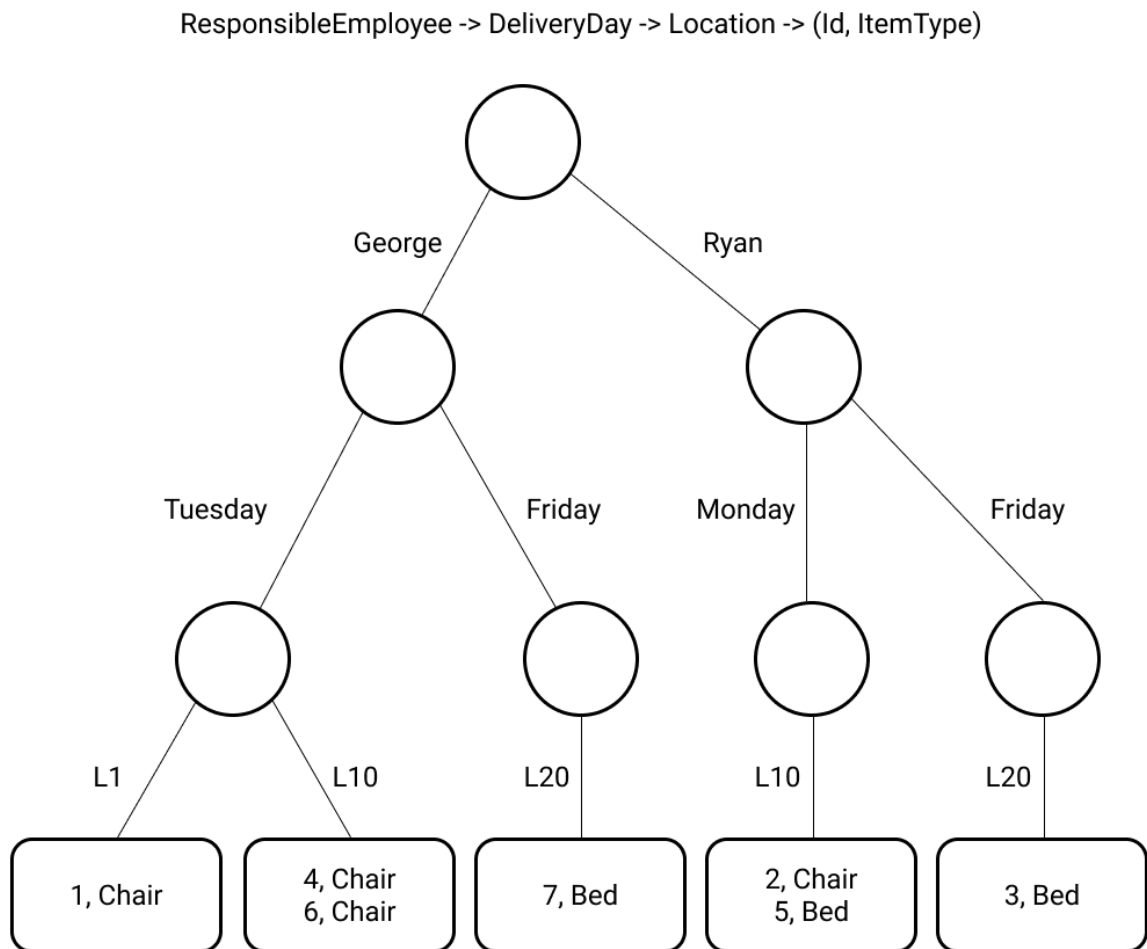 ResponsibleEmployee -> DeliveryDay -> Location -> (Id, ItemType)
George
Ryan
Tuesday
Friday
Monday
Friday
L1
L10
L20
L10
L20
1, Chair
4, Chair
6, Chair
7, Bed
2, Chair
5, Bed
3, Bed